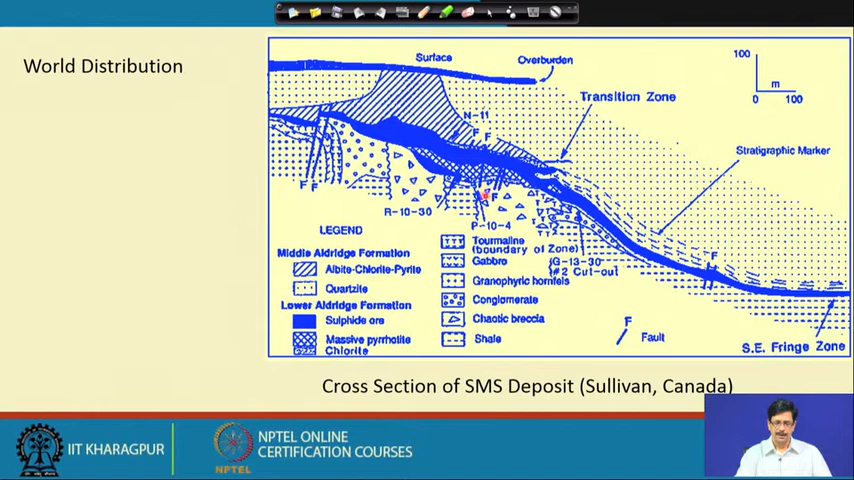 World Distribution
Surface
Overburden
100
m
0 100
Transition Zone
N-11
F
F
Stratigraphic Marker
F F
F
R-10-30
P-10-4
G-13-30
#2 Cut-out
F
LEGEND
Middle Aldridge Formation
Albite-Chlorite-Pyrite
Quartzite
Lower Aldridge Formation
Sulphide ore
Massive pyrrhotite
Chlorite
Tourmaline
(boundary of Zone)
Gabbro
Granophyric hornfels
Conglomerate
Chaotic breccia
Shale
F
Fault
S.E. Fringe Zone
Cross Section of SMS Deposit (Sullivan, Canada)
IIT KHARAGPUR
NPTEL
NPTEL ONLINE
CERTIFICATION COURSES